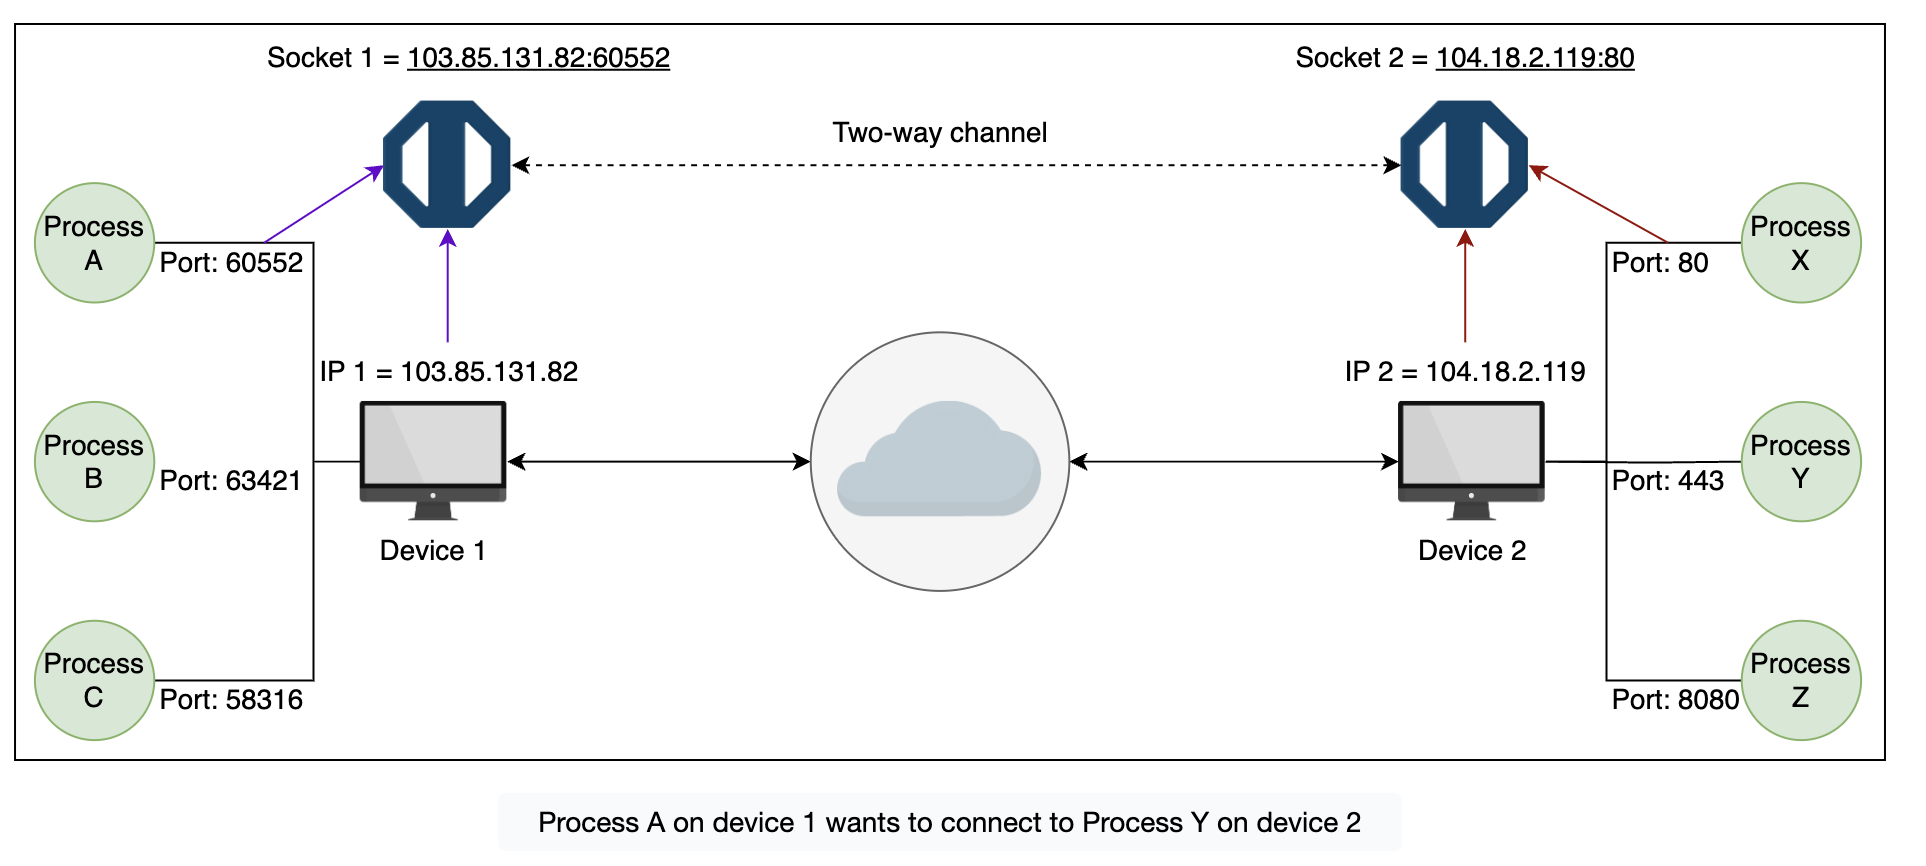 Socket 1 = 103.85.131.82:60552
Socket 2 = 104.18.2.119:80
Two-way channel
Process
A
Port: 60552
Process
X
Port: 80
IP 1 = 103.85.131.82
IP 2 = 104.18.2.119
Process
B
Port: 63421
Process
Y
Port: 443
Device 1
Device 2
Process
C
Port: 58316
Process
Z
Port: 8080
Process A on device 1 wants to connect to Process Y on device 2